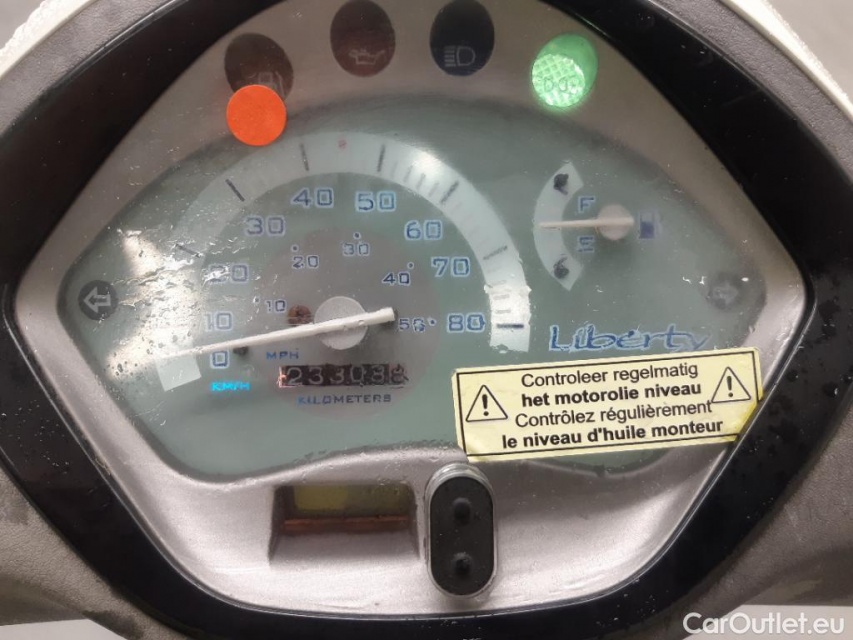 40 50
30 60
20 70
10 80
0
20 30 40
10 50
MPH
KM/H
KILOMETERS
F
Liberty
Controleer regelmatig
het motorolie niveau
Contrôlez régulièrement
le niveau d'huile monteur
CarOutlet.eu